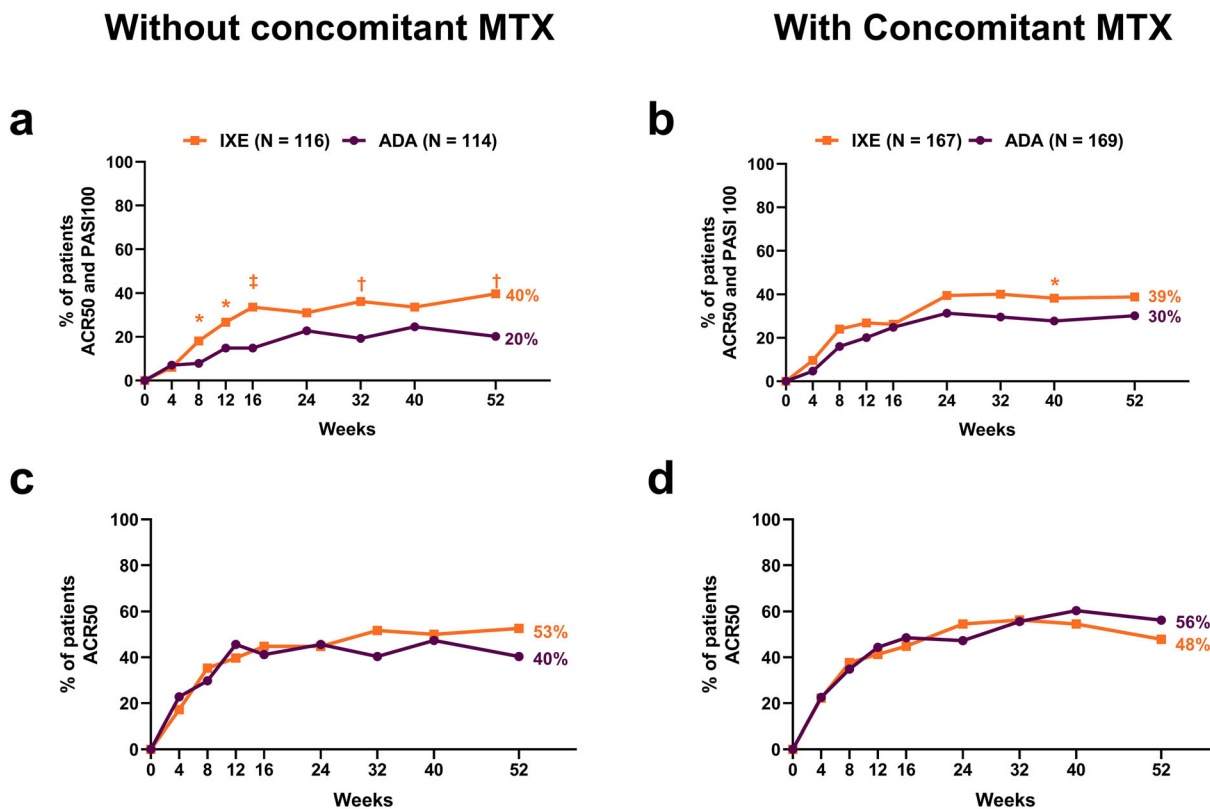 Without concomitant MTX
With Concomitant MTX
a
IXE (N = 116) ADA (N = 114)
% of patients
ACR50 and PASI100
100
80
60
40
20
0
* * ‡ † †
40%
20%
0 4 8 12 16 24 32 40 52
Weeks
b
IXE (N = 167) ADA (N = 169)
% of patients
ACR50 and PASI 100
100
80
60
40
20
0
*
39%
30%
0 4 8 12 16 24 32 40 52
Weeks
c
% of patients
ACR50
100
80
60
40
20
0
53%
40%
0 4 8 12 16 24 32 40 52
Weeks
d
% of patients
ACR50
100
80
60
40
20
0
56%
48%
0 4 8 12 16 24 32 40 52
Weeks